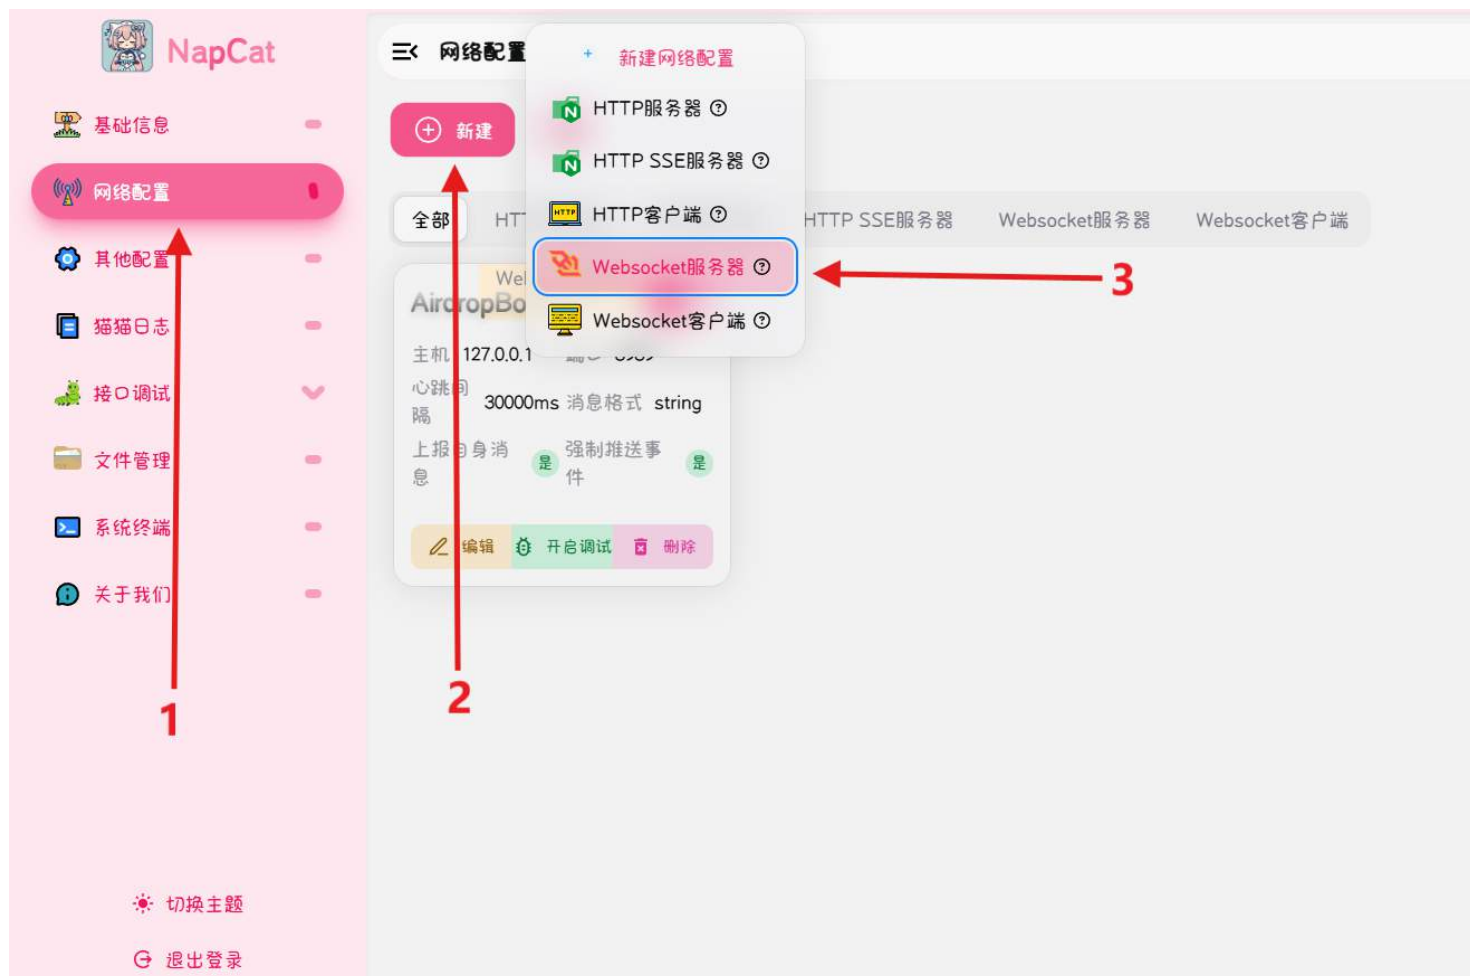 NapCat
网络配置
新建网络配置
基础信息
网络配置
其他配置
猫猫日志
接口调试
文件管理
系统终端
关于我们
切换主题
退出登录
新建
HTTP服务器
HTTP SSE服务器
HTTP客户端
Websocket服务器
Websocket客户端
全部 HTT HTTP SSE服务器 Websocket服务器 Websocket客户端
Wel
AirdropBo
主机 127.0.0.1
心跳间隔 30000ms 消息格式 string
上报自身消息 是 强制推送事件 是
编辑 开启调试 删除
1
2
3